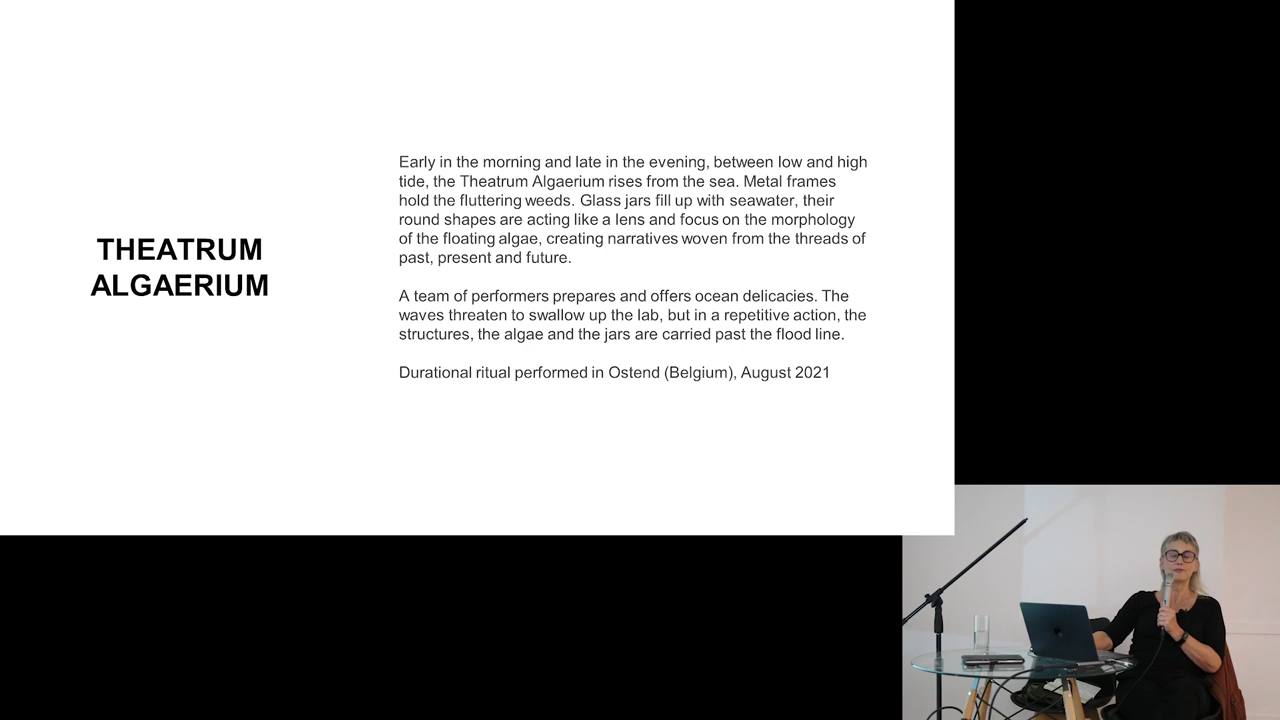 THEATRUM
ALGAERIUM
Early in the morning and late in the evening, between low and high
tide, the Theatrum Algaerium rises from the sea. Metal frames
hold the fluttering weeds. Glass jars fill up with seawater, their
round shapes are acting like a lens and focus on the morphology
of the floating algae, creating narratives woven from the threads of
past, present and future.
A team of performers prepares and offers ocean delicacies. The
waves threaten to swallow up the lab, but in a repetitive action, the
structures, the algae and the jars are carried past the flood line.
Durational ritual performed in Ostend (Belgium), August 2021